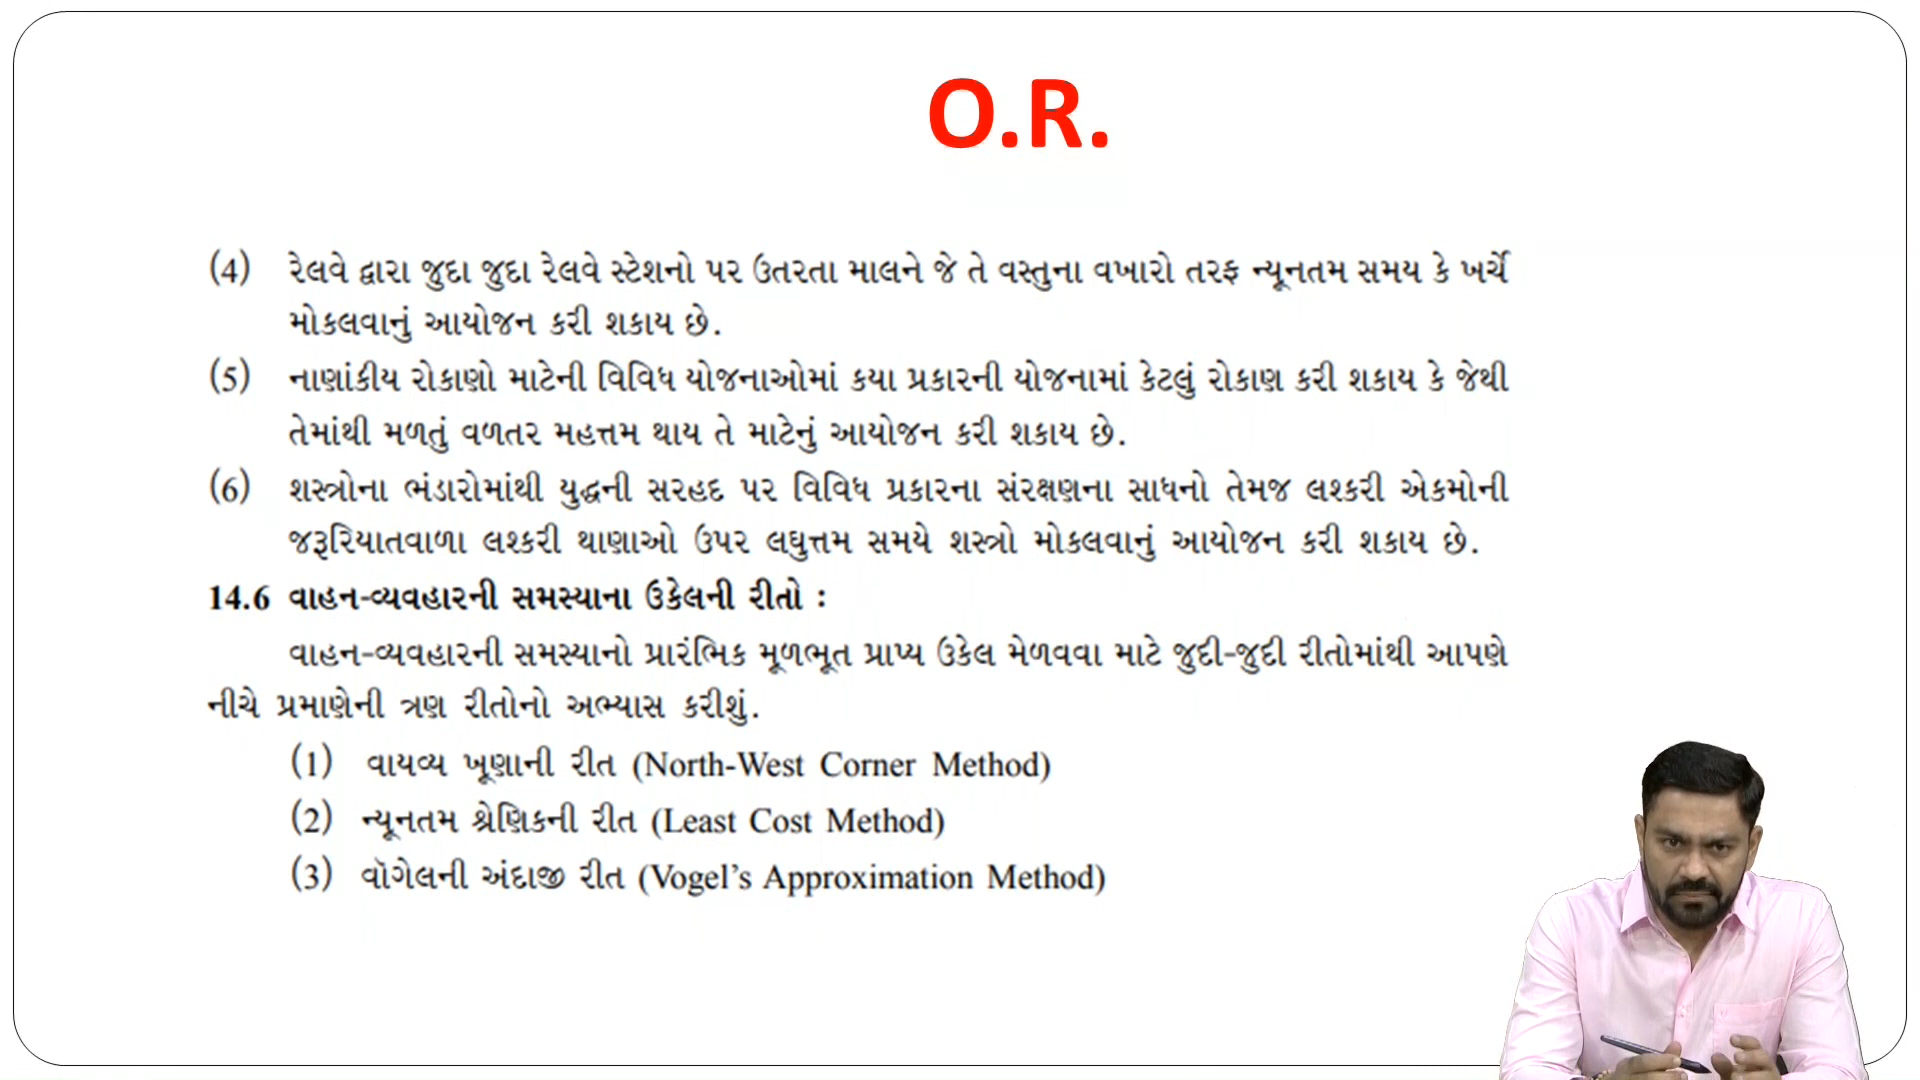 O.R.
(4) રેલવે દ્વારા જુદા જુદા રેલવે સ્ટેશનો પર ઉતરતા માલને જે તે વસ્તુના વખારો તરફ ન્યૂનતમ સમય કે ખર્ચે
મોકલવાનું આયોજન કરી શકાય છે.
(5) નાણાંકીય રોકાણો માટેની વિવિધ યોજનાઓમાં કયા પ્રકારની યોજનામાં કેટલું રોકાણ કરી શકાય કે જેથી
તેમાંથી મળતું વળતર મહત્તમ થાય તે માટેનું આયોજન કરી શકાય છે.
(6) શસ્ત્રોના ભંડારોમાંથી યુદ્ધની સરહદ પર વિવિધ પ્રકારના સંરક્ષણના સાધનો તેમજ લશ્કરી એકમોની
જરૂરિયાતવાળા લશ્કરી થાણાઓ ઉપર લઘુત્તમ સમયે શસ્ત્રો મોકલવાનું આયોજન કરી શકાય છે.
14.6 વાહન-વ્યવહારની સમસ્યાના ઉકેલની રીતો :
વાહન-વ્યવહારની સમસ્યાનો પ્રારંભિક મૂળભૂત પ્રાપ્ય ઉકેલ મેળવવા માટે જુદી-જુદી રીતોમાંથી આપણે
નીચે પ્રમાણેની ત્રણ રીતોનો અભ્યાસ કરીશું.
(1) વાયવ્ય ખૂણાની રીત (North-West Corner Method)
(2) ન્યૂનતમ શ્રેણિકની રીત (Least Cost Method)
(3) વૉગેલની અંદાજી રીત (Vogel's Approximation Method)